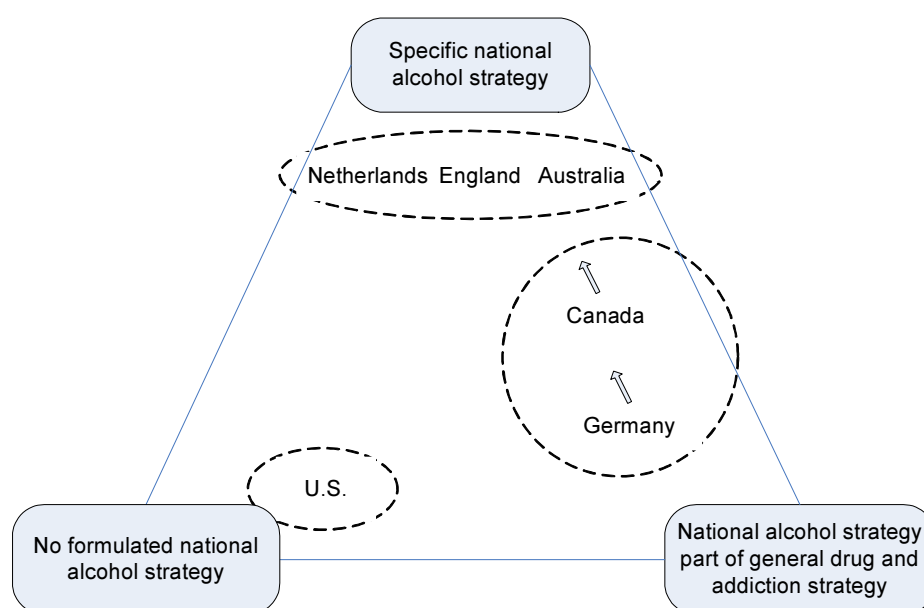 Specific national
alcohol strategy
Netherlands England Australia
Canada
Germany
U.S.
No formulated national
alcohol strategy
National alcohol strategy
part of general drug and
addiction strategy